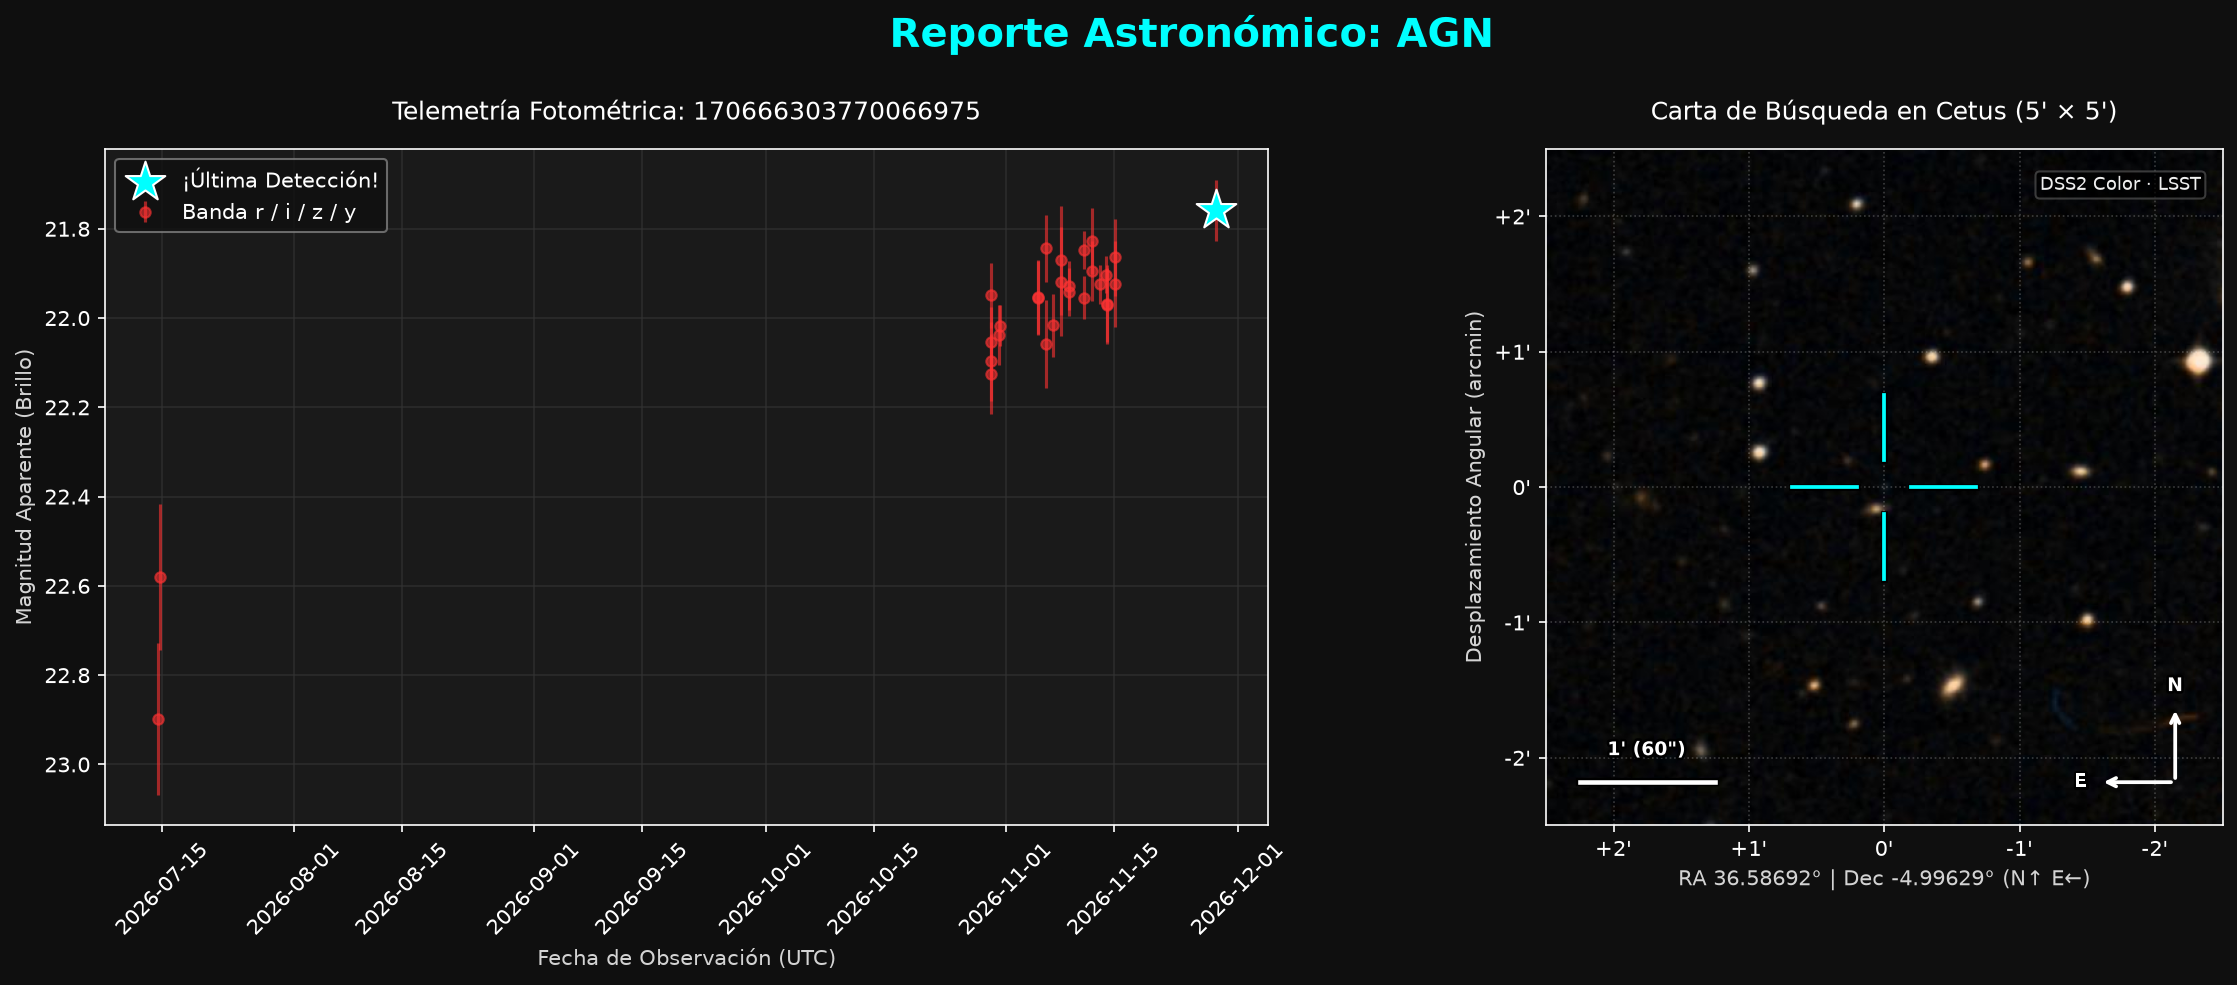 Reporte Astronómico: AGN
Telemetría Fotométrica: 170666303770066975
¡Última Detección!
Banda r / i / z / y
Magnitud Aparente (Brillo)
21.8
22.0
22.2
22.4
22.6
22.8
23.0
2026-07-15
2026-08-01
2026-08-15
2026-09-01
2026-09-15
2026-10-01
2026-10-15
2026-11-01
2026-11-15
2026-12-01
Fecha de Observación (UTC)
Carta de Búsqueda en Cetus (5' × 5')
DSS2 Color · LSST
Desplazamiento Angular (arcmin)
+2'
+1'
0'
-1'
-2'
N
E
1' (60")
+2'
+1'
0'
-1'
-2'
RA 36.58692° | Dec -4.99629° (N↑ E←)